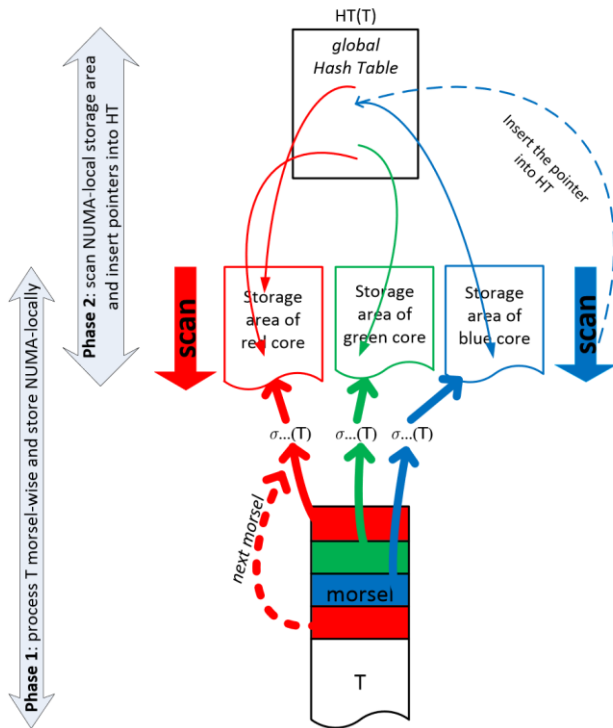 HT(T)
global
Hash Table
Insert the pointer
into HT
Phase 2: scan NUMA-local storage area
and insert pointers into HT
Phase 1: process T morsel-wise and store NUMA-locally
scan
Storage
area of
red core
Storage
area of
green core
Storage
area of
blue core
scan
σ...(T)
σ...(T)
σ...(T)
next morsel
morsel
T